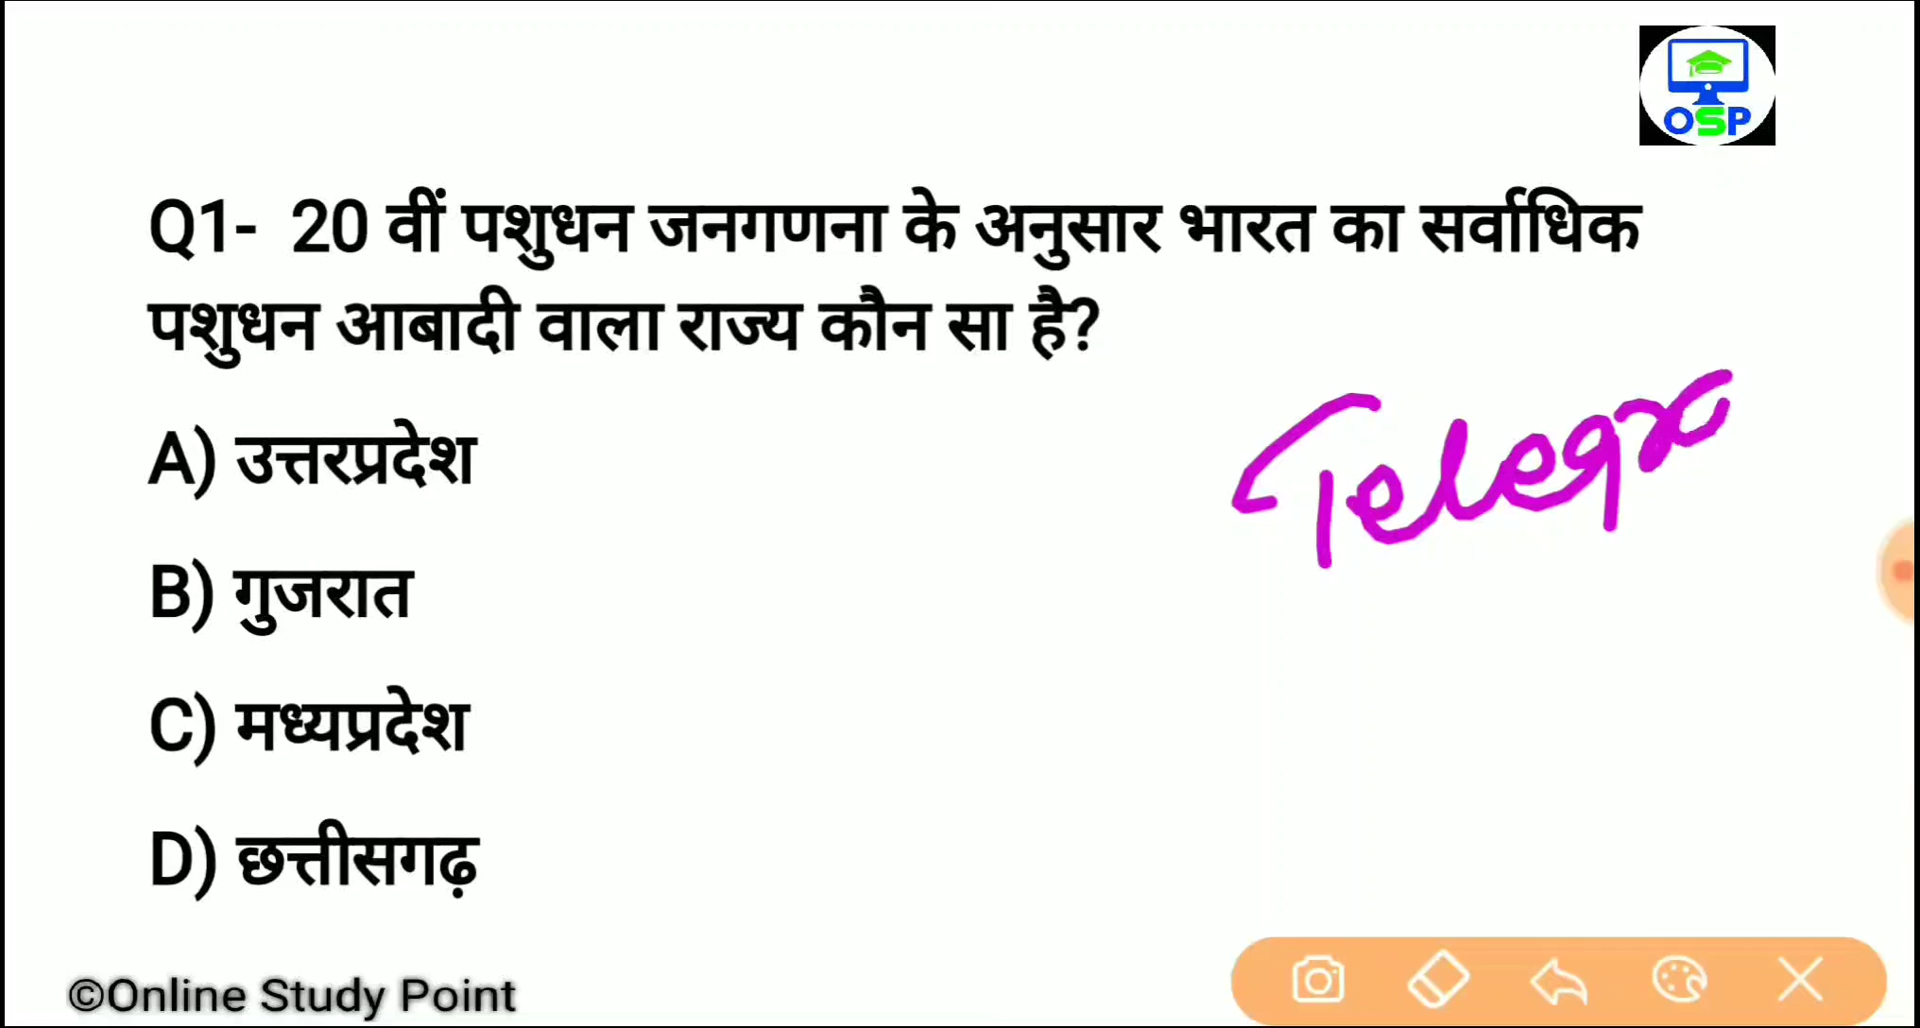 OSP
Q1- 20 वीं पशुधन जनगणना के अनुसार भारत का सर्वाधिक
पशुधन आबादी वाला राज्य कौन सा है?
A) उत्तरप्रदेश
Telegra
B) गुजरात
C) मध्यप्रदेश
D) छत्तीसगढ़
©Online Study Point